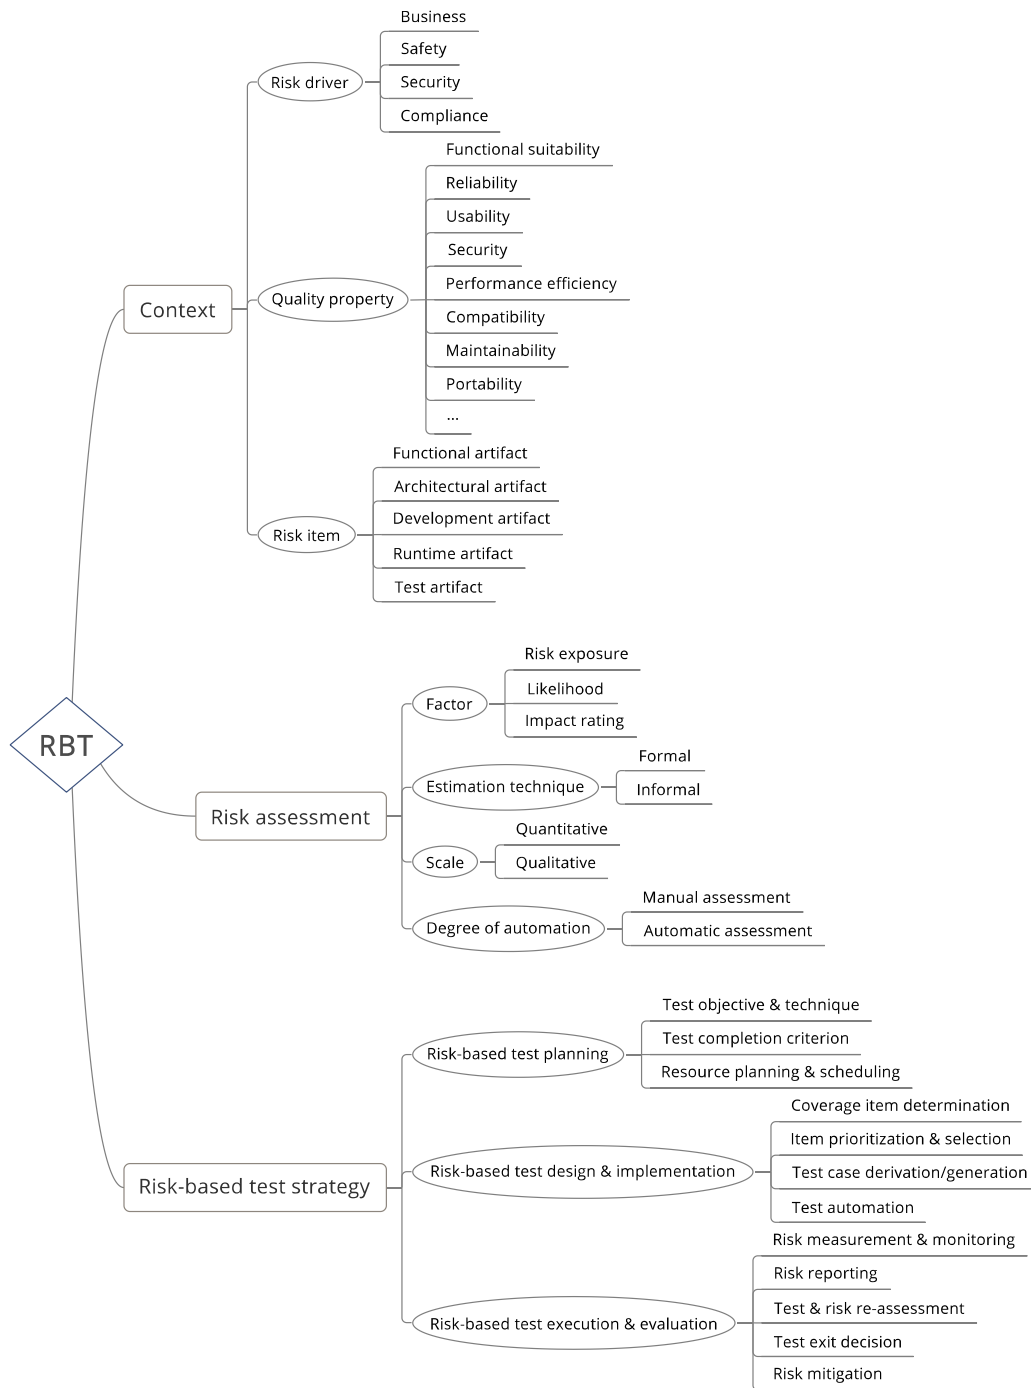 RBT
Context
Risk driver
Business
Safety
Security
Compliance
Quality property
Functional suitability
Reliability
Usability
Security
Performance efficiency
Compatibility
Maintainability
Portability
...
Risk item
Functional artifact
Architectural artifact
Development artifact
Runtime artifact
Test artifact
Risk assessment
Factor
Risk exposure
Likelihood
Impact rating
Estimation technique
Formal
Informal
Scale
Quantitative
Qualitative
Degree of automation
Manual assessment
Automatic assessment
Risk-based test strategy
Risk-based test planning
Test objective & technique
Test completion criterion
Resource planning & scheduling
Risk-based test design & implementation
Coverage item determination
Item prioritization & selection
Test case derivation/generation
Test automation
Risk-based test execution & evaluation
Risk measurement & monitoring
Risk reporting
Test & risk re-assessment
Test exit decision
Risk mitigation